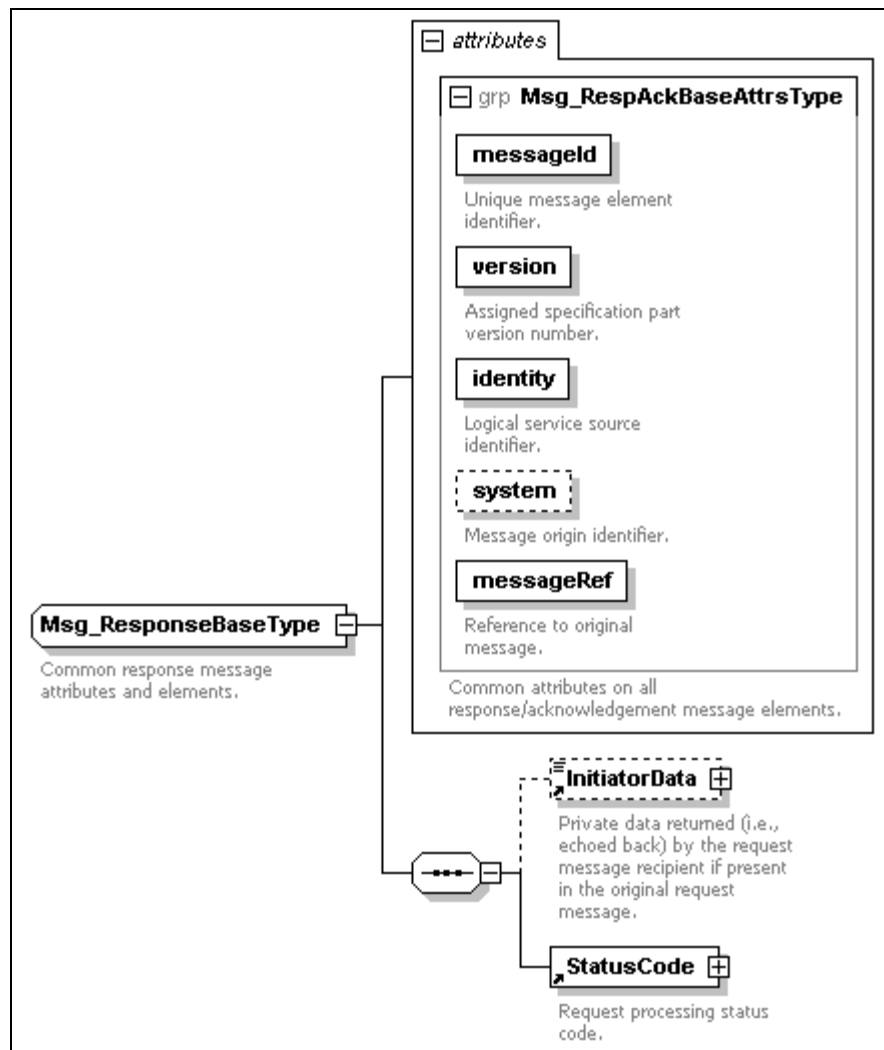 attributes
grp Msg_RespAckBaseAttrsType
messageId
Unique message element
identifier.
version
Assigned specification part
version number.
identity
Logical service source
identifier.
system
Message origin identifier.
messageRef
Reference to original
message.
Common attributes on all
response/acknowledgement message elements.
Msg_ResponseBaseType
Common response message
attributes and elements.
InitiatorData
Private data returned (i.e.,
echoed back) by the request
message recipient if present
in the original request
message.
StatusCode
Request processing status
code.